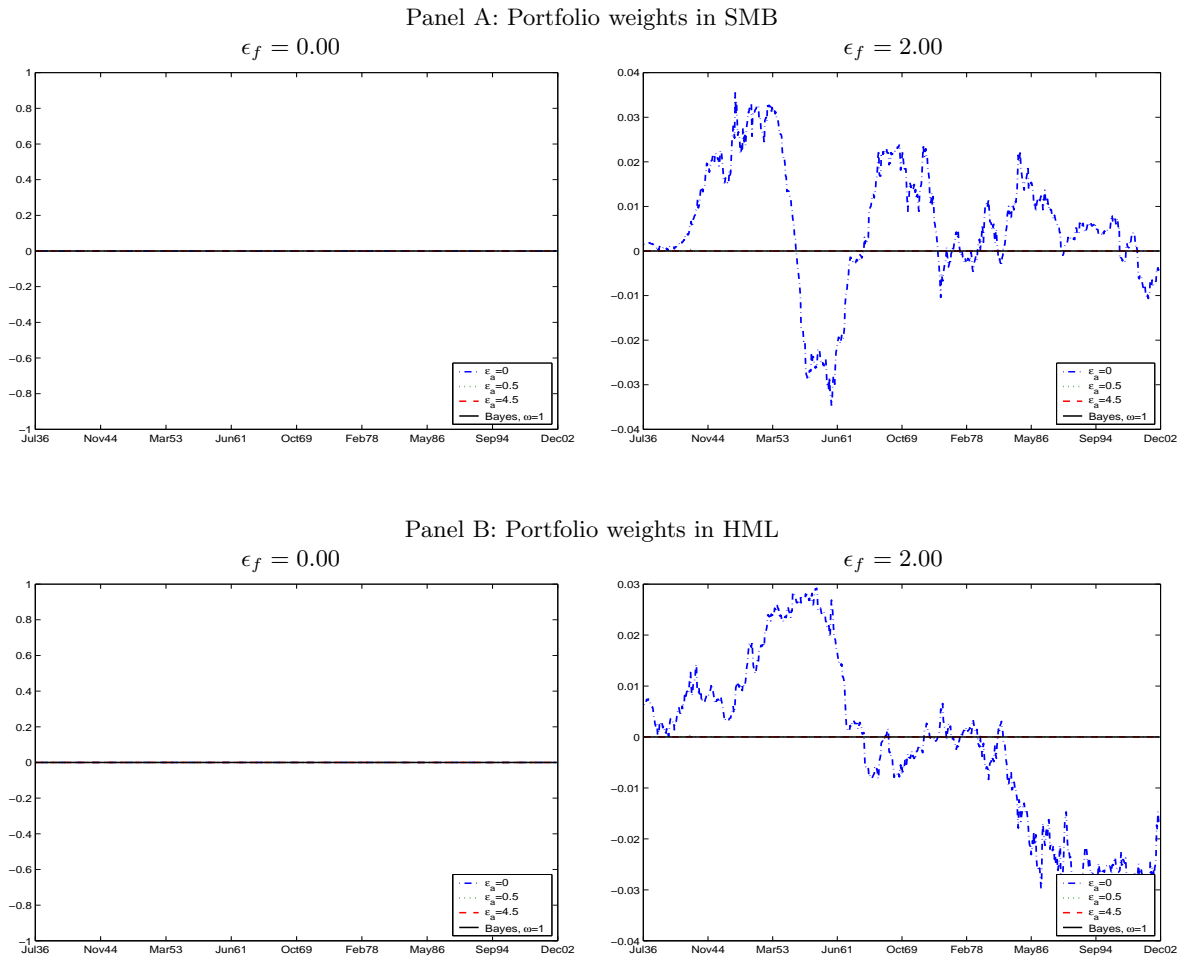 Panel A: Portfolio weights in SMB
ϵf = 0.00
ϵf = 2.00
1
0.8
0.6
0.4
0.2
0
−0.2
−0.4
−0.6
−0.8
−1
Jul36 Nov44 Mar53 Jun61 Oct69 Feb78 May86 Sep94 Dec02
εa=0
εa=0.5
εa=4.5
Bayes, ω=1
0.04
0.03
0.02
0.01
0
−0.01
−0.02
−0.03
−0.04
Jul36 Nov44 Mar53 Jun61 Oct69 Feb78 May86 Sep94 Dec02
εa=0
εa=0.5
εa=4.5
Bayes, ω=1
Panel B: Portfolio weights in HML
ϵf = 0.00
ϵf = 2.00
1
0.8
0.6
0.4
0.2
0
−0.2
−0.4
−0.6
−0.8
−1
Jul36 Nov44 Mar53 Jun61 Oct69 Feb78 May86 Sep94 Dec02
εa=0
εa=0.5
εa=4.5
Bayes, ω=1
0.03
0.02
0.01
0
−0.01
−0.02
−0.03
−0.04
Jul36 Nov44 Mar53 Jun61 Oct69 Feb78 May86 Sep94 Dec02
εa=0
εa=0.5
εa=4.5
Bayes, ω=1